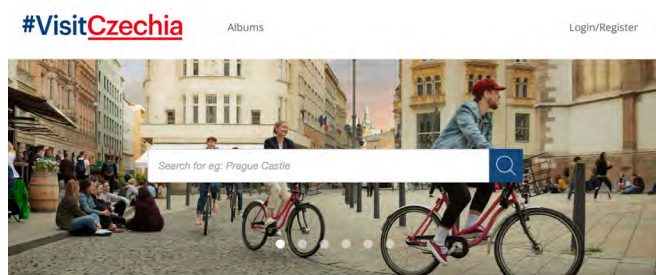 #VisitCzechia
Albums
Login/Register
Search for eg: Prague Castle